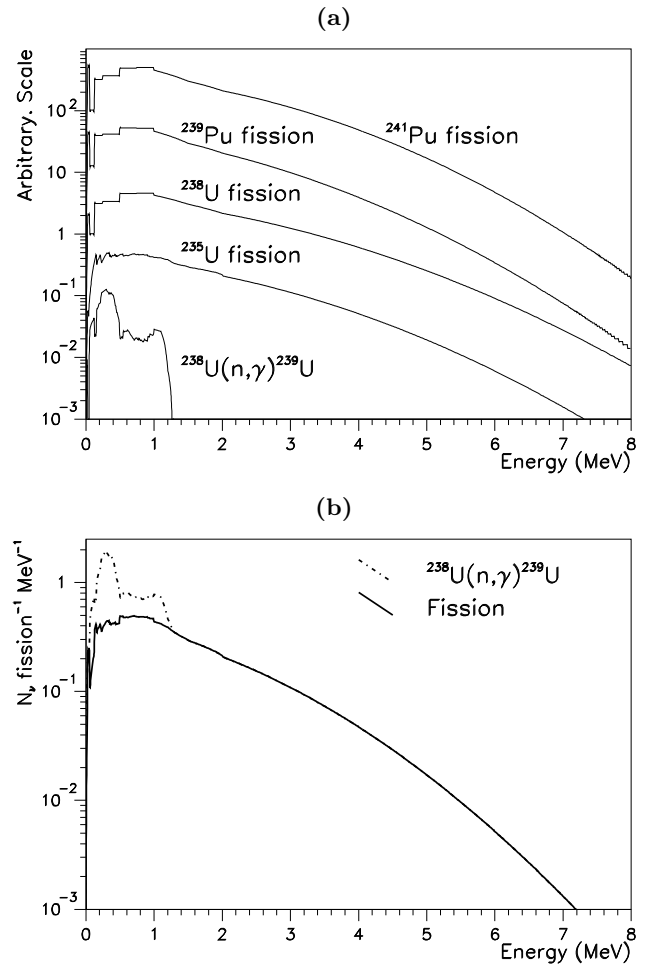 (a)
Arbitrary. Scale
10²
10
1
10⁻¹
10⁻²
10⁻³
²³⁹Pu fission
²⁴¹Pu fission
²³⁸U fission
²³⁵U fission
²³⁸U(n,γ)²³⁹U
0 1 2 3 4 5 6 7 8
Energy (MeV)
(b)
Nᵥ fission⁻¹ MeV⁻¹
1
10⁻¹
10⁻²
10⁻³
²³⁸U(n,γ)²³⁹U
Fission
0 1 2 3 4 5 6 7 8
Energy (MeV)